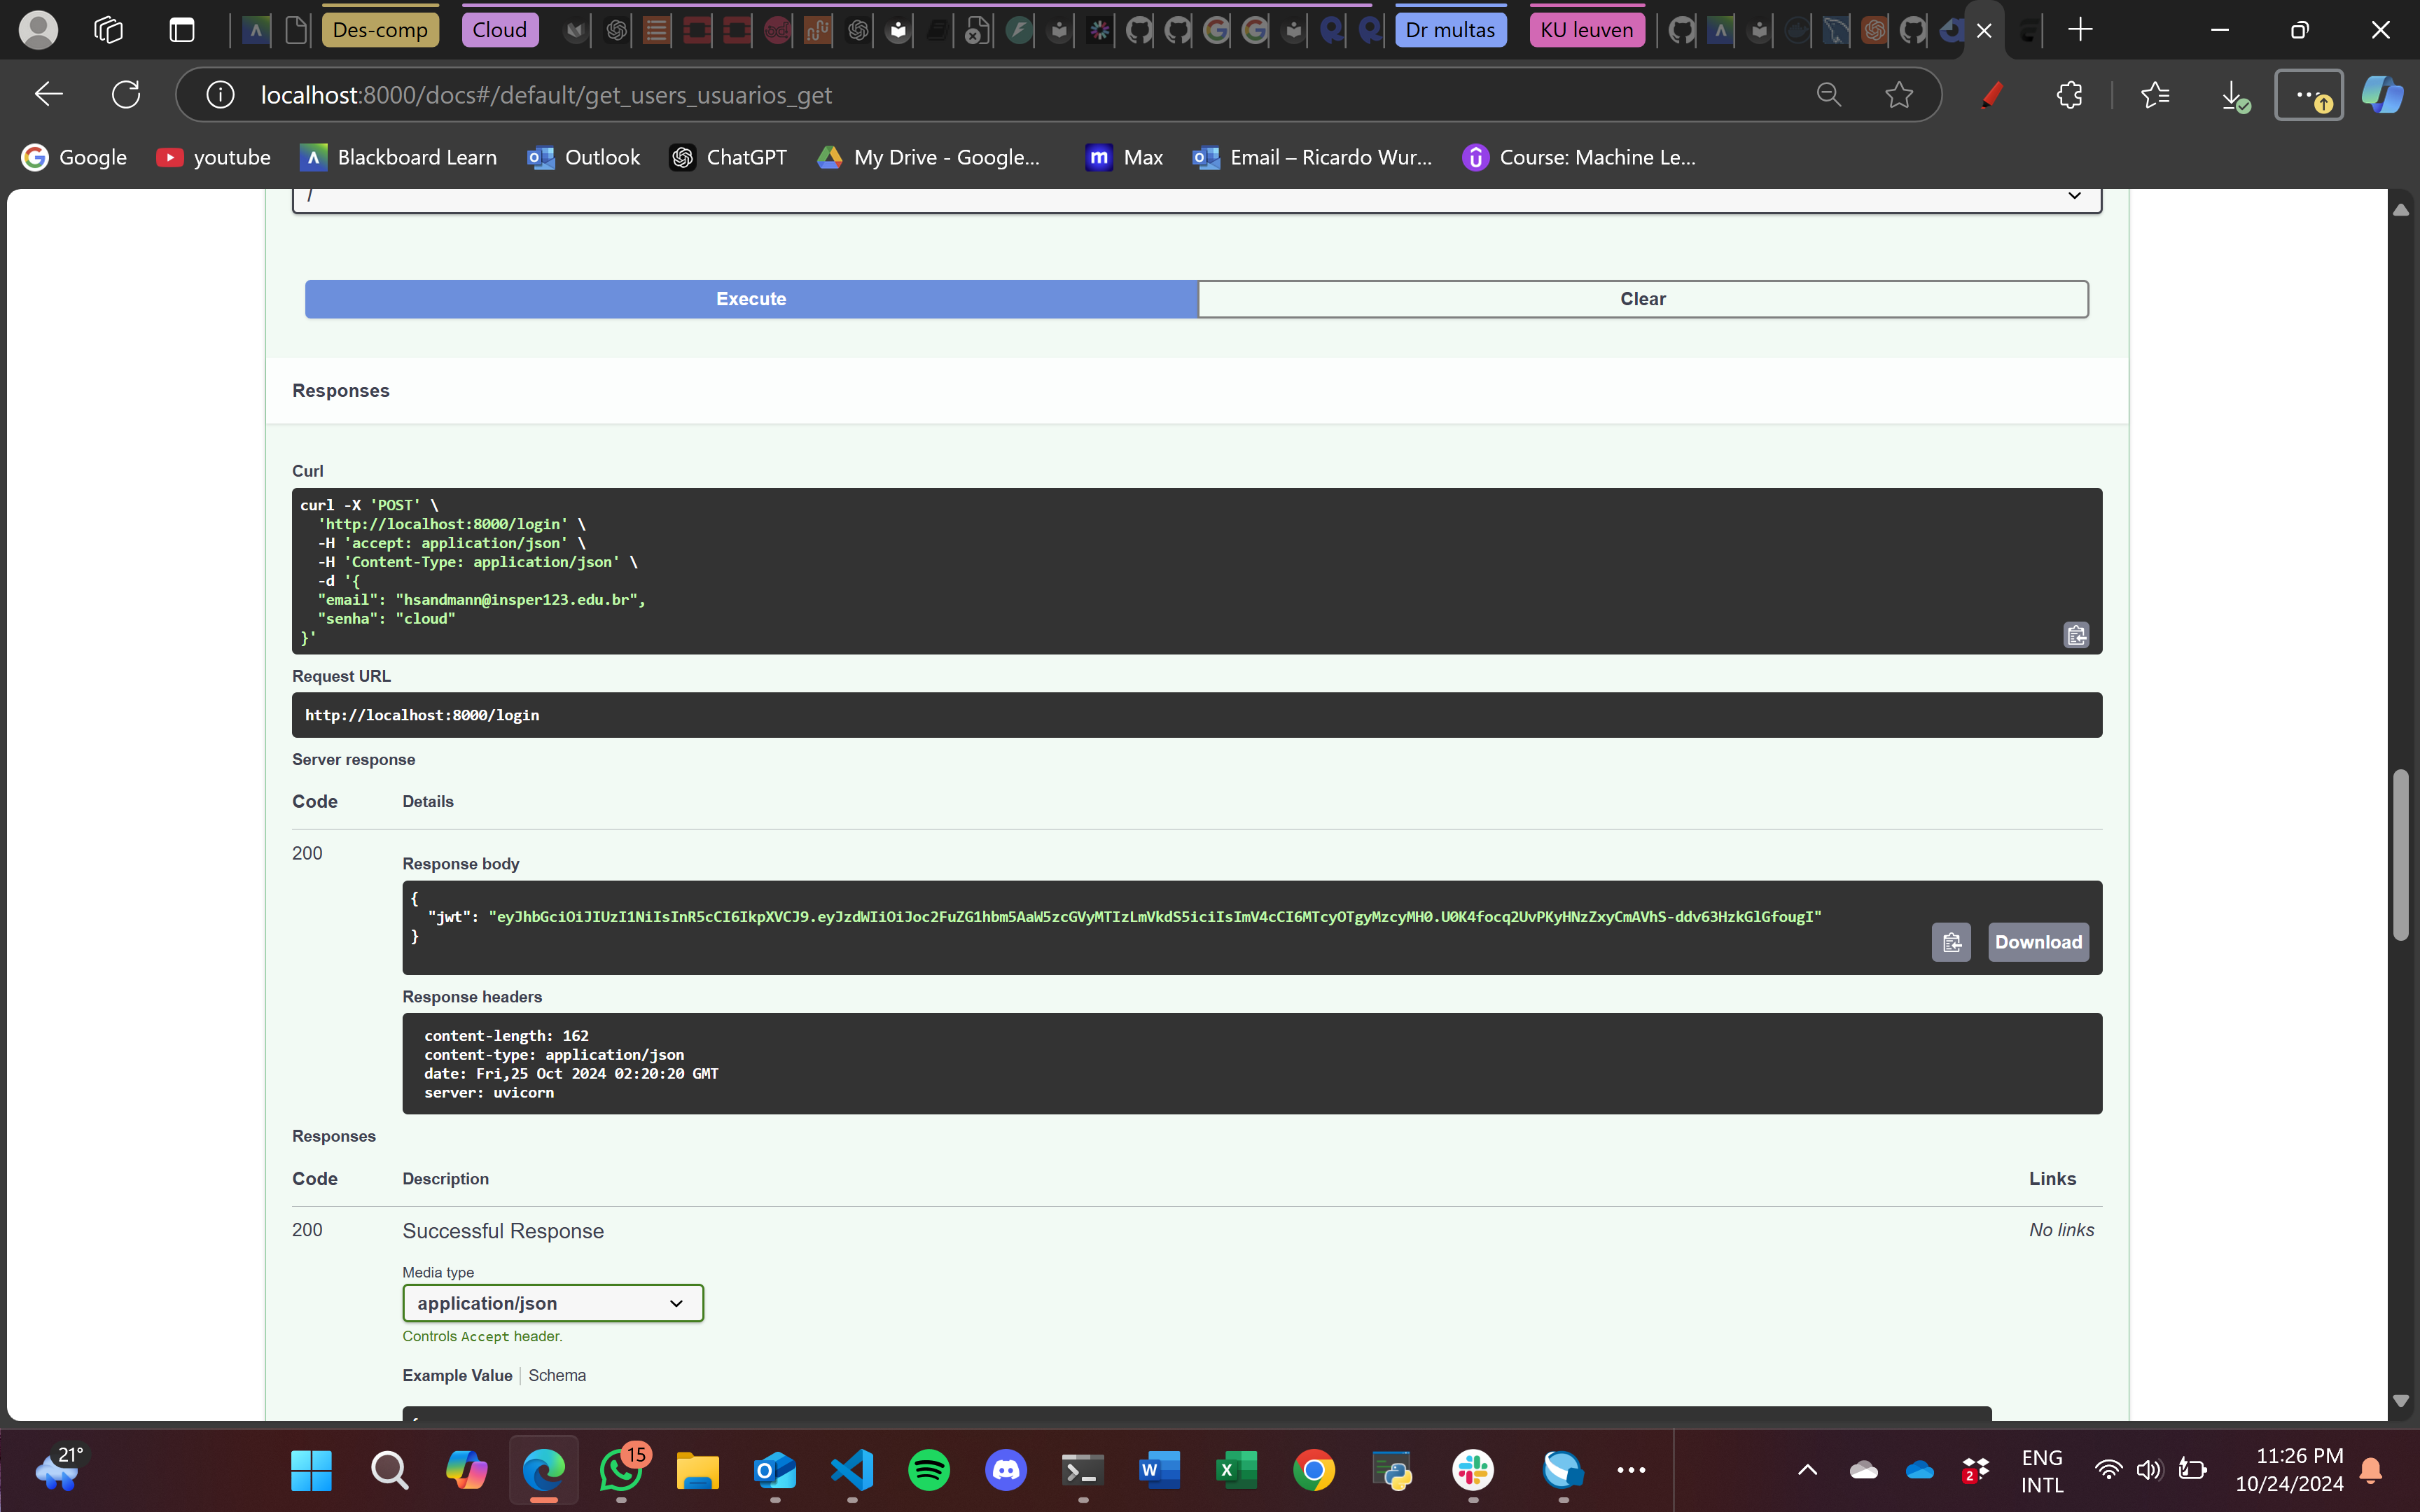 Des-comp
Cloud
Dr multas
KU leuven
localhost:8000/docs#/default/get_users_usuarios_get
Google
youtube
Blackboard Learn
Outlook
ChatGPT
My Drive - Google...
Max
Email – Ricardo Wur...
Course: Machine Le...
/
Execute
Clear
Responses
Curl
curl -X 'POST' \
'http://localhost:8000/login' \
-H 'accept: application/json' \
-H 'Content-Type: application/json' \
-d '{
"email": "hsandmann@insper123.edu.br",
"senha": "cloud"
}'
Request URL
http://localhost:8000/login
Server response
Code Details
200
Response body
{
"jwt": "eyJhbGciOiJIUzI1NiIsInR5cCI6IkpXVCJ9.eyJzdWIiOiJoc2FuZG1hbm5AaW5zcGVyMTIzLmVkdS5iciIsImV4cCI6MTcyOTgyMzcyMH0.U0K4focq2UvPKyHNzZxyCmAVhS-ddv63HzkGlGfougI"
}
Download
Response headers
content-length: 162
content-type: application/json
date: Fri,25 Oct 2024 02:20:20 GMT
server: uvicorn
Responses
Code Description Links
200 Successful Response No links
Media type
application/json
Controls Accept header.
Example Value Schema
21°
15
2
ENG
INTL
11:26 PM
10/24/2024